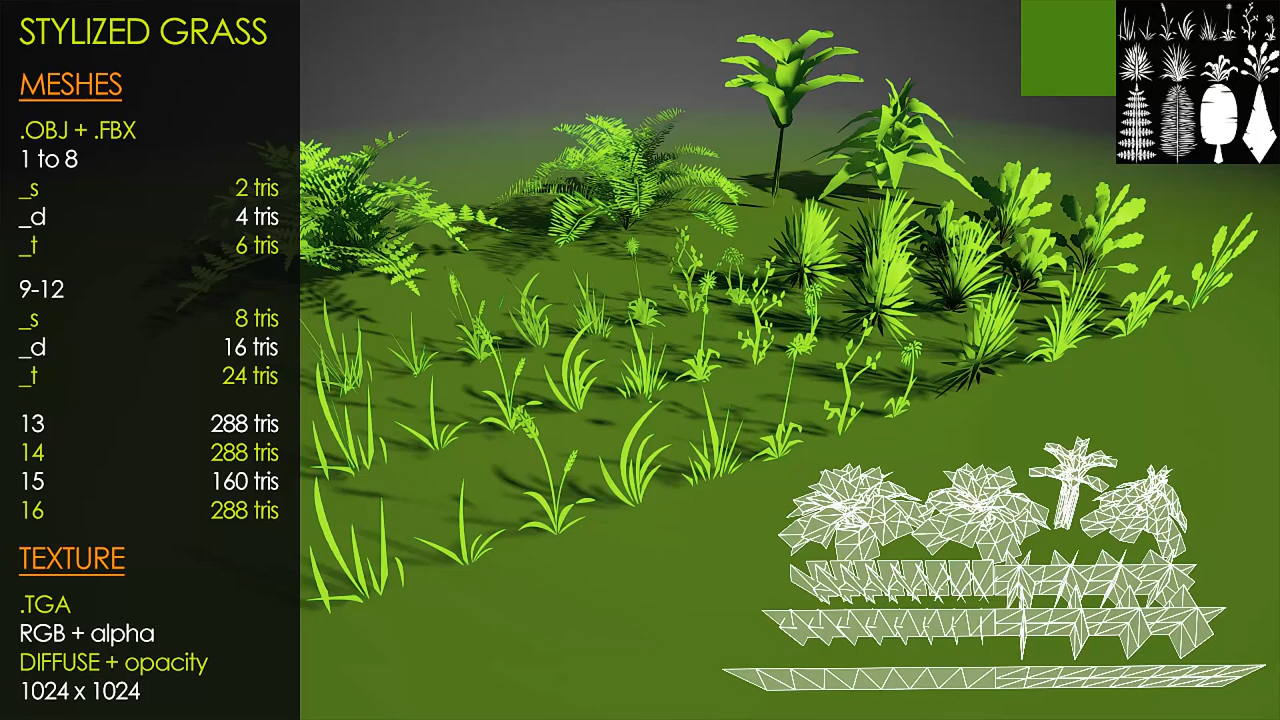 STYLIZED GRASS
MESHES
.OBJ + .FBX
1 to 8
_s 2 tris
_d 4 tris
_t 6 tris
9-12
_s 8 tris
_d 16 tris
_t 24 tris
13 288 tris
14 288 tris
15 160 tris
16 288 tris
TEXTURE
.TGA
RGB + alpha
DIFFUSE + opacity
1024 x 1024